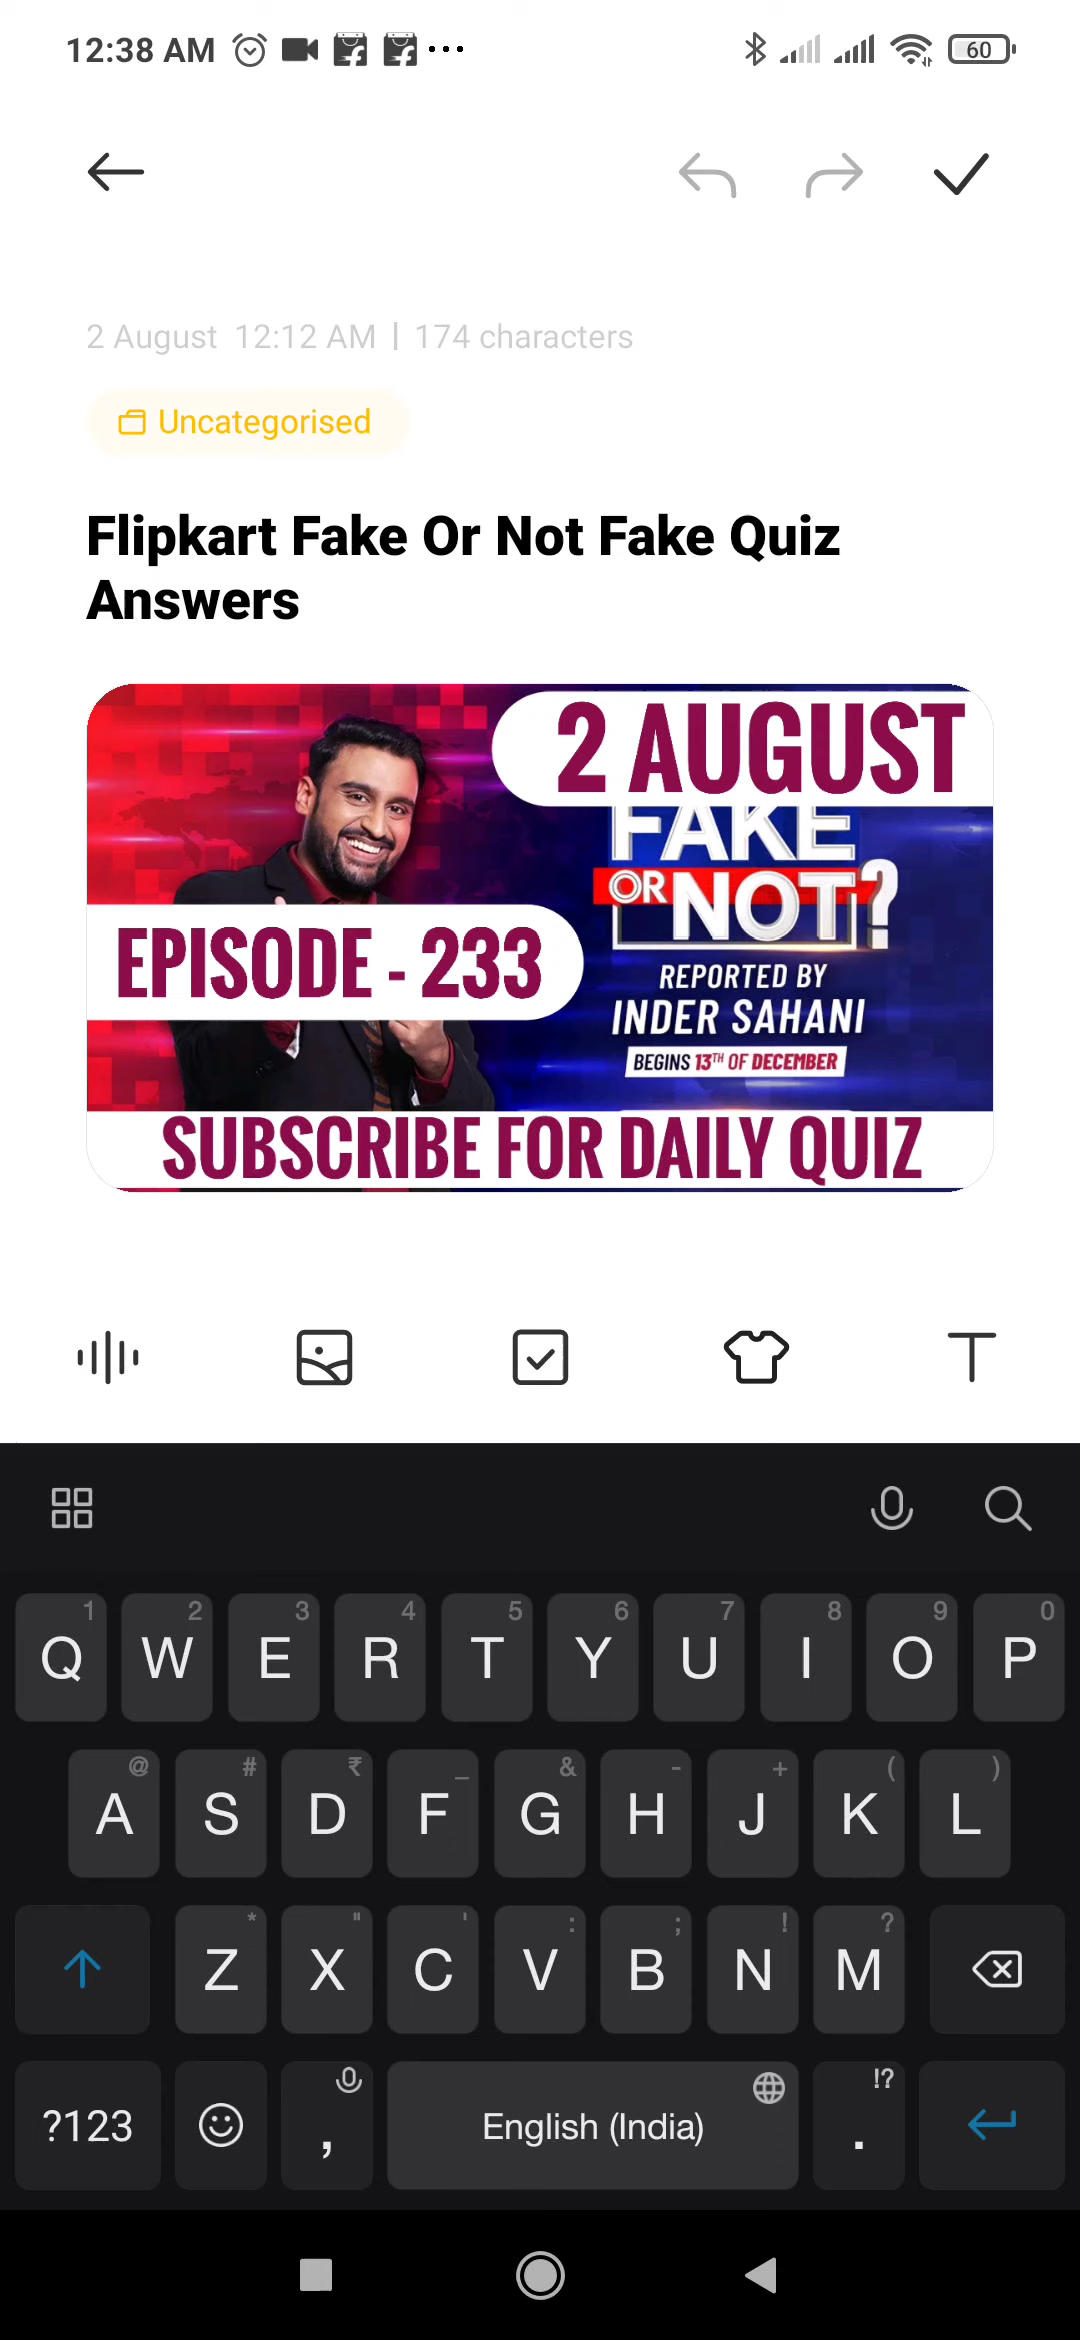 12:38 AM
60
2 August 12:12 AM | 174 characters
Uncategorised
Flipkart Fake Or Not Fake Quiz
Answers
2 AUGUST
FAKE
OR NOT?
EPISODE - 233
REPORTED BY
INDER SAHANI
BEGINS 13TH OF DECEMBER
SUBSCRIBE FOR DAILY QUIZ
T
1 2 3 4 5 6 7 8 9 0
Q W E R T Y U I O P
@ # ₹ _ & - + ( )
A S D F G H J K L
* " ' : ; ! ?
Z X C V B N M
!?
?123 , English (India) .